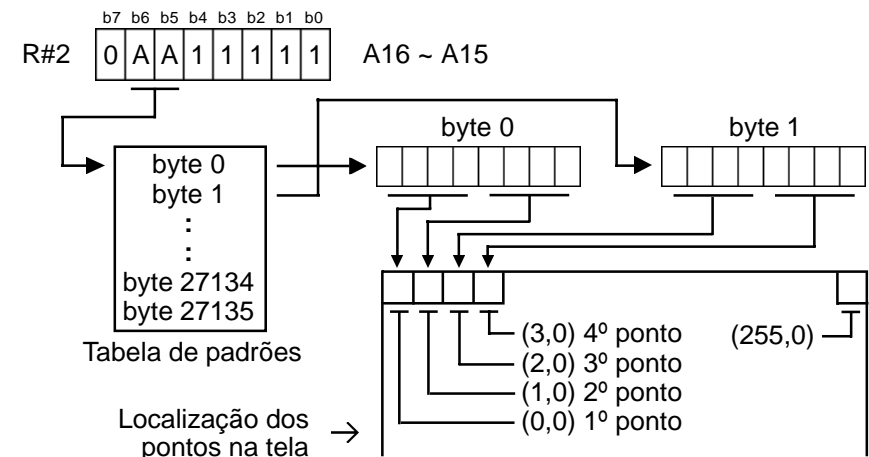 b7 b6 b5 b4 b3 b2 b1 b0
R#2 0 A A 1 1 1 1 1 A16 ~ A15
byte 0 byte 1
byte 0
byte 1
:
:
byte 27134
byte 27135
Tabela de padrões
(3,0) 4º ponto (255,0)
(2,0) 3º ponto
(1,0) 2º ponto
(0,0) 1º ponto
Localização dos
pontos na tela →